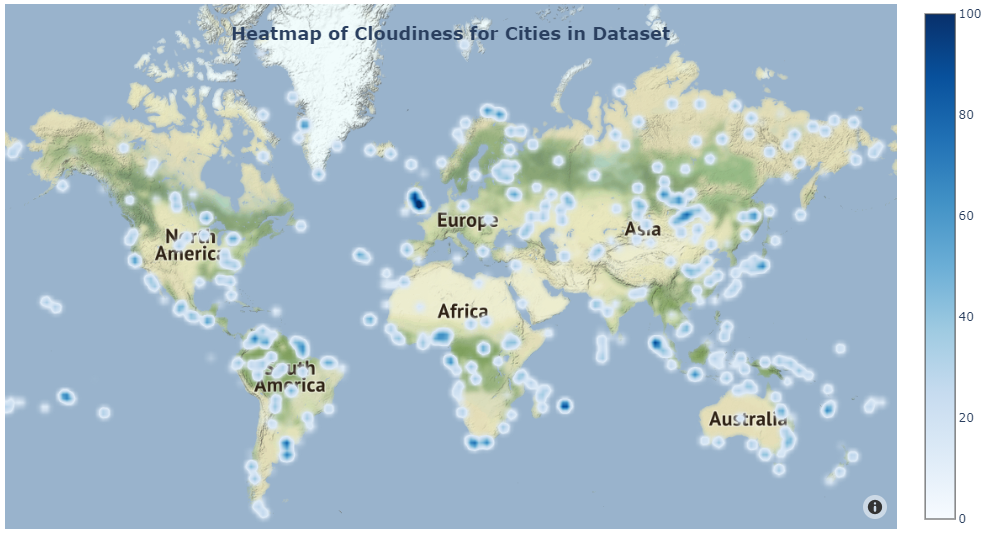 Heatmap of Cloudiness for Cities in Dataset
100
80
60
40
20
0
North
America
Europe
Asia
Africa
South
America
Australia
i